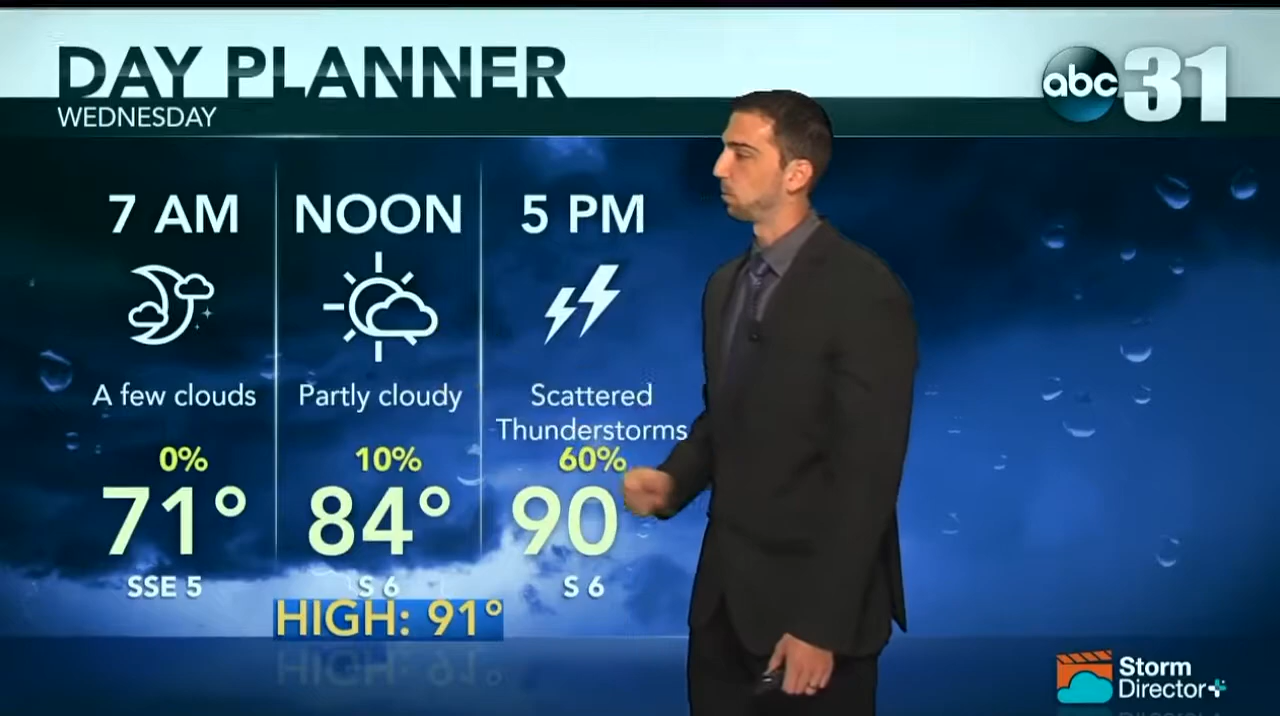 DAY PLANNER
WEDNESDAY
abc 31
7 AM
NOON
5 PM
A few clouds
Partly cloudy
Scattered
Thunderstorms
0%
10%
60%
71°
84°
90
SSE 5
S 6
S 6
HIGH: 91°
Storm
Director+